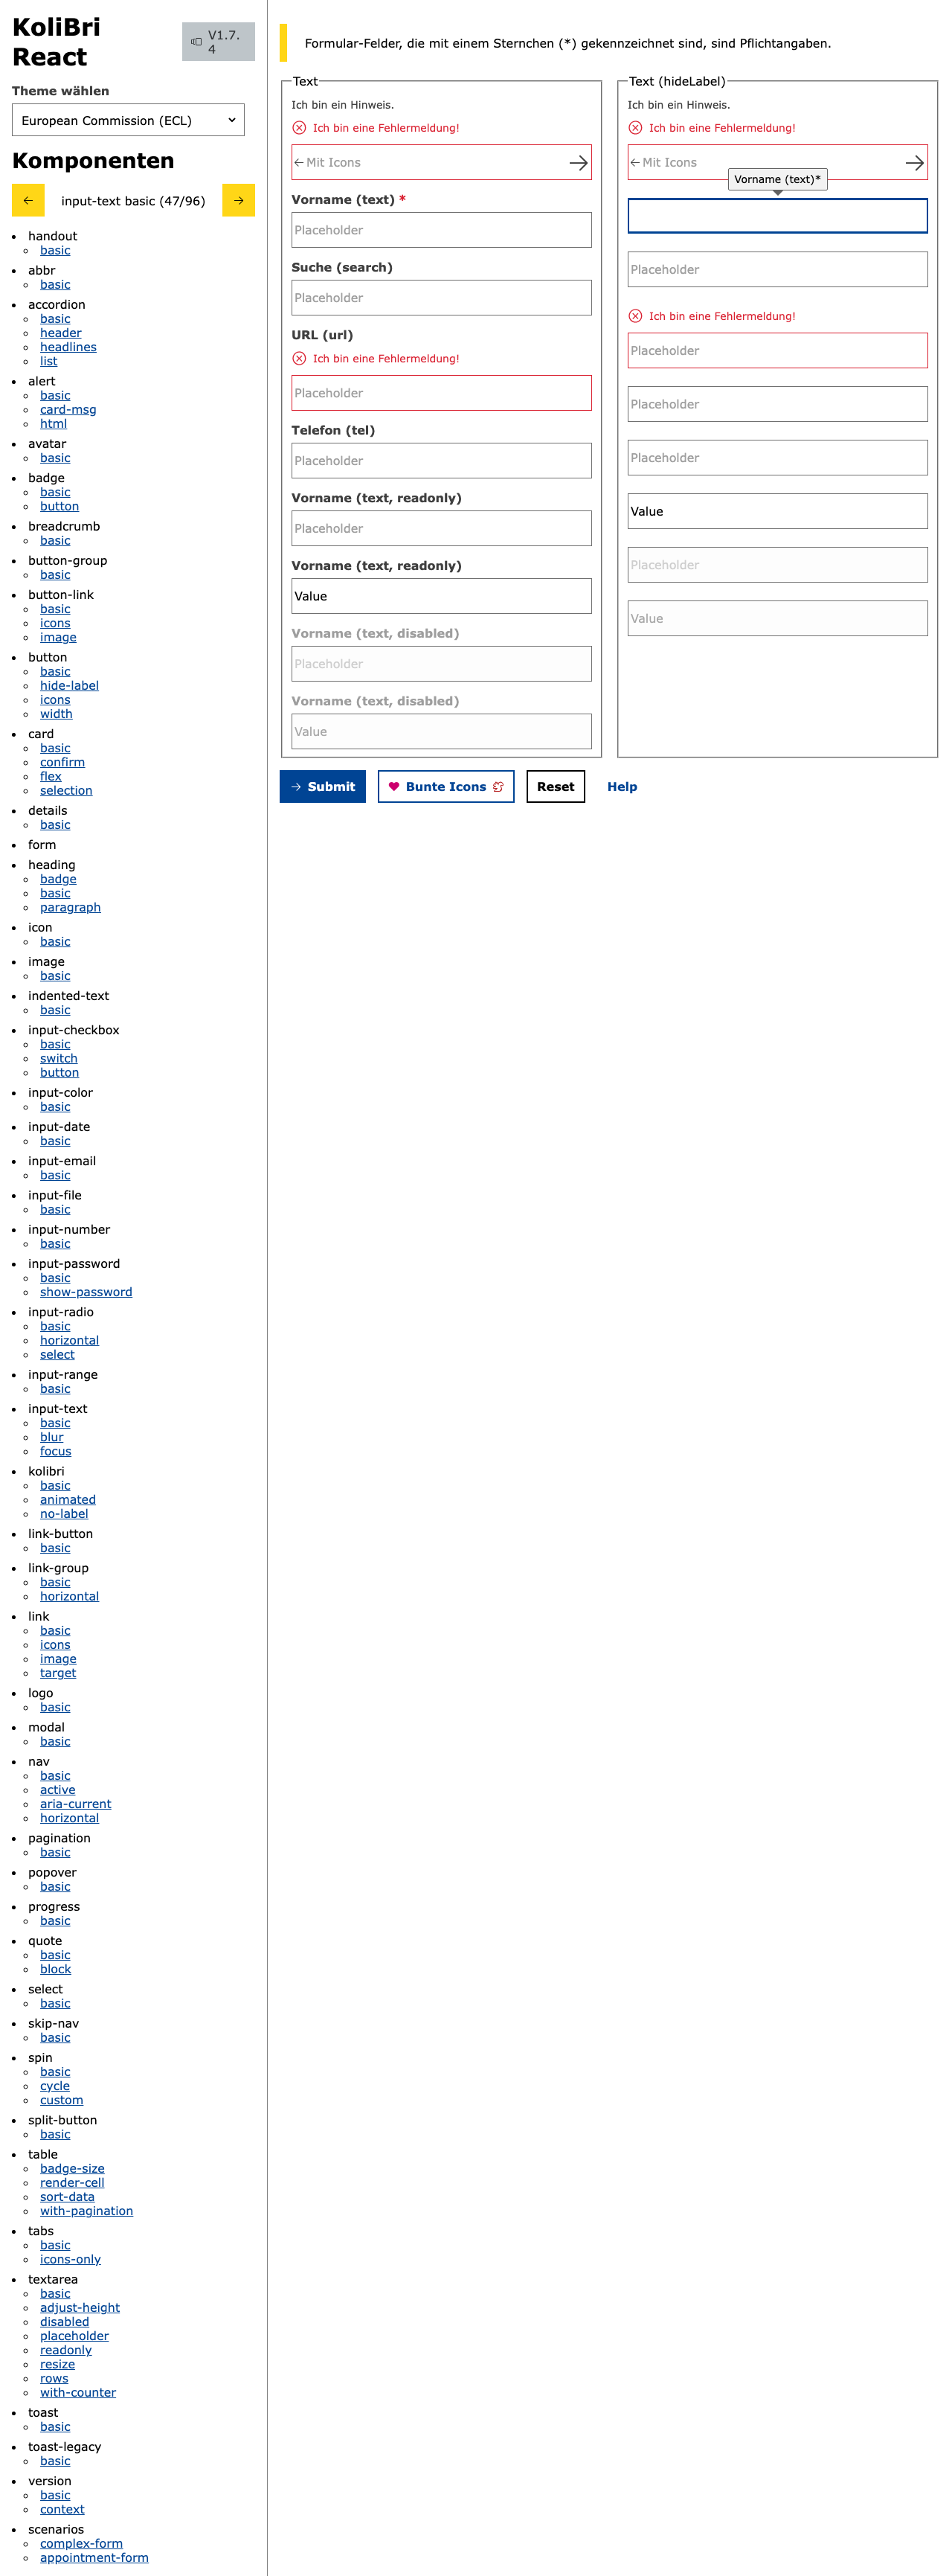 KoliBri
React
V1.7.
4
Theme wählen
European Commission (ECL)
Komponenten
input-text basic (47/96)
handout
basic
abbr
basic
accordion
basic
header
headlines
list
alert
basic
card-msg
html
avatar
basic
badge
basic
button
breadcrumb
basic
button-group
basic
button-link
basic
icons
image
button
basic
hide-label
icons
width
card
basic
confirm
flex
selection
details
basic
form
heading
badge
basic
paragraph
icon
basic
image
basic
indented-text
basic
input-checkbox
basic
switch
button
input-color
basic
input-date
basic
input-email
basic
input-file
basic
input-number
basic
input-password
basic
show-password
input-radio
basic
horizontal
select
input-range
basic
input-text
basic
blur
focus
kolibri
basic
animated
no-label
link-button
basic
link-group
basic
horizontal
link
basic
icons
image
target
logo
basic
modal
basic
nav
basic
active
aria-current
horizontal
pagination
basic
popover
basic
progress
basic
quote
basic
block
select
basic
skip-nav
basic
spin
basic
cycle
custom
split-button
basic
table
badge-size
render-cell
sort-data
with-pagination
tabs
basic
icons-only
textarea
basic
adjust-height
disabled
placeholder
readonly
resize
rows
with-counter
toast
basic
toast-legacy
basic
version
basic
context
scenarios
complex-form
appointment-form
Formular-Felder, die mit einem Sternchen (*) gekennzeichnet sind, sind Pflichtangaben.
Text
Ich bin ein Hinweis.
Ich bin eine Fehlermeldung!
Mit Icons
Vorname (text) *
Placeholder
Suche (search)
Placeholder
URL (url)
Ich bin eine Fehlermeldung!
Placeholder
Telefon (tel)
Placeholder
Vorname (text, readonly)
Placeholder
Vorname (text, readonly)
Value
Vorname (text, disabled)
Placeholder
Vorname (text, disabled)
Value
Text (hideLabel)
Ich bin ein Hinweis.
Ich bin eine Fehlermeldung!
Mit Icons
Vorname (text)*
Placeholder
Ich bin eine Fehlermeldung!
Placeholder
Placeholder
Placeholder
Value
Placeholder
Value
Submit
Bunte Icons
Reset
Help